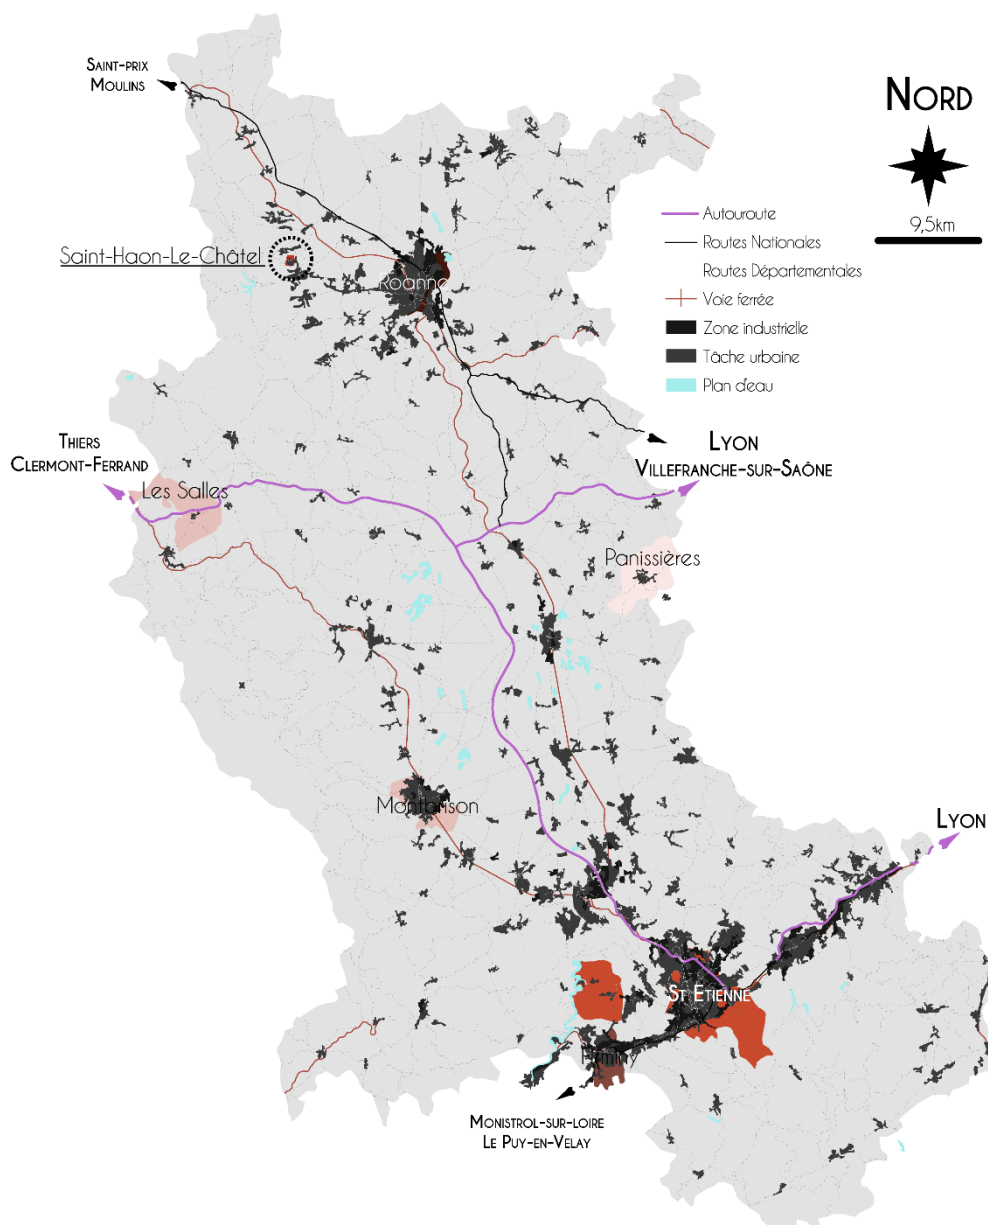 Saint-prix
Moulins
Nord
9,5km
Autouroute
Routes Nationales
Routes Départementales
Voie ferrée
Zone industrielle
Tâche urbaine
Plan d'eau
Saint-Haon-Le-Châtel
Roanne
Thiers
Clermont-Ferrand
Lyon
Villefranche-sur-Saône
Les Salles
Panissières
Montbrison
Lyon
St Etienne
Firminy
Monistrol-sur-loire
Le Puy-en-Velay